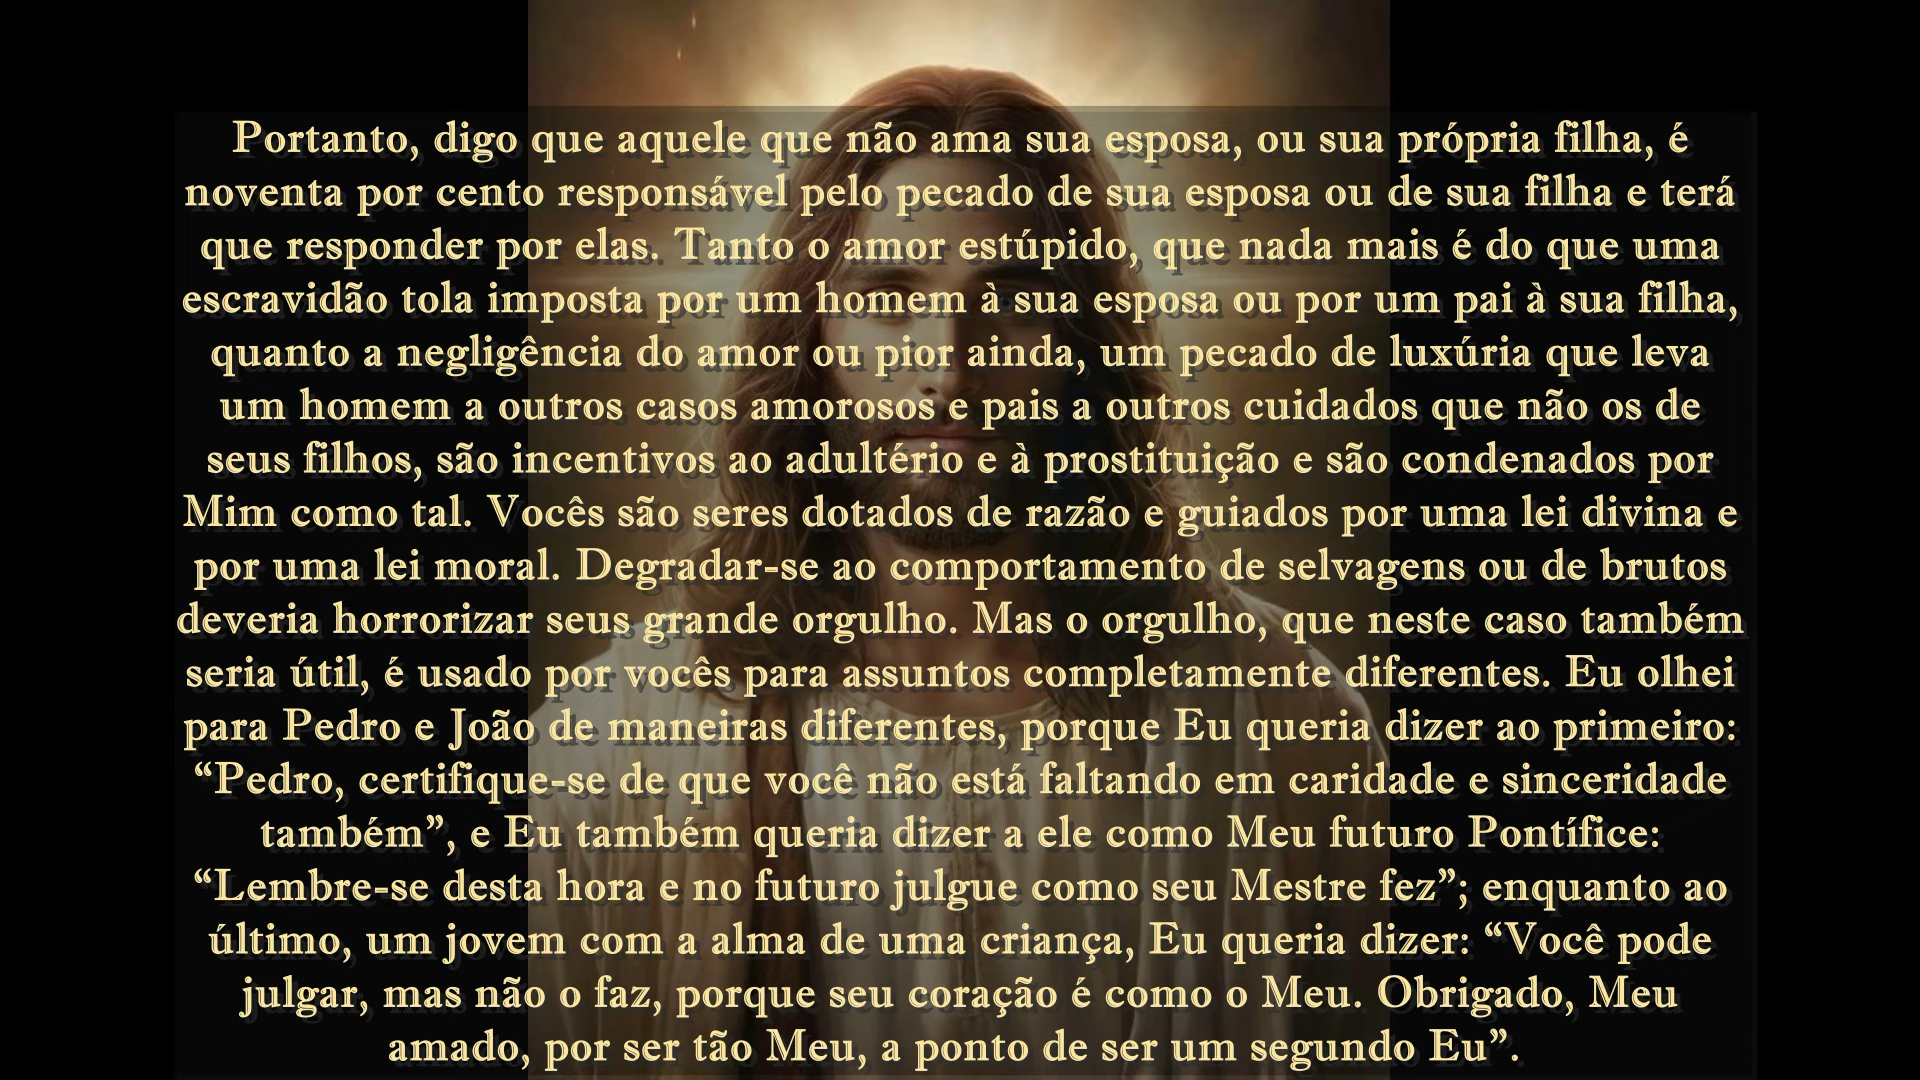 Portanto, digo que aquele que não ama sua esposa, ou sua própria filha, é
noventa por cento responsável pelo pecado de sua esposa ou de sua filha e terá
que responder por elas. Tanto o amor estúpido, que nada mais é do que uma
escravidão tola imposta por um homem à sua esposa ou por um pai à sua filha,
quanto a negligência do amor ou pior ainda, um pecado de luxúria que leva
um homem a outros casos amorosos e pais a outros cuidados que não os de
seus filhos, são incentivos ao adultério e à prostituição e são condenados por
Mim como tal. Vocês são seres dotados de razão e guiados por uma lei divina e
por uma lei moral. Degradar-se ao comportamento de selvagens ou de brutos
deveria horrorizar seus grande orgulho. Mas o orgulho, que neste caso também
seria útil, é usado por vocês para assuntos completamente diferentes. Eu olhei
para Pedro e João de maneiras diferentes, porque Eu queria dizer ao primeiro:
“Pedro, certifique-se de que você não está faltando em caridade e sinceridade
também”, e Eu também queria dizer a ele como Meu futuro Pontífice:
“Lembre-se desta hora e no futuro julgue como seu Mestre fez”; enquanto ao
último, um jovem com a alma de uma criança, Eu queria dizer: “Você pode
julgar, mas não o faz, porque seu coração é como o Meu. Obrigado, Meu
amado, por ser tão Meu, a ponto de ser um segundo Eu”.